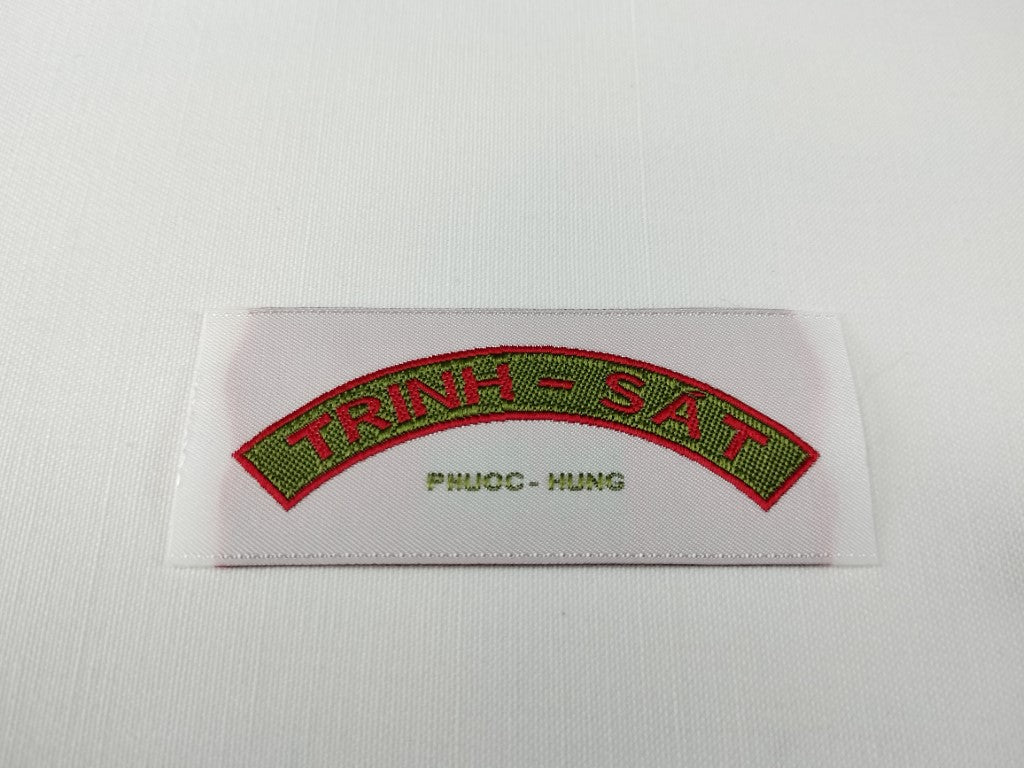 TRINH - SÁT
PHUOC - HUNG